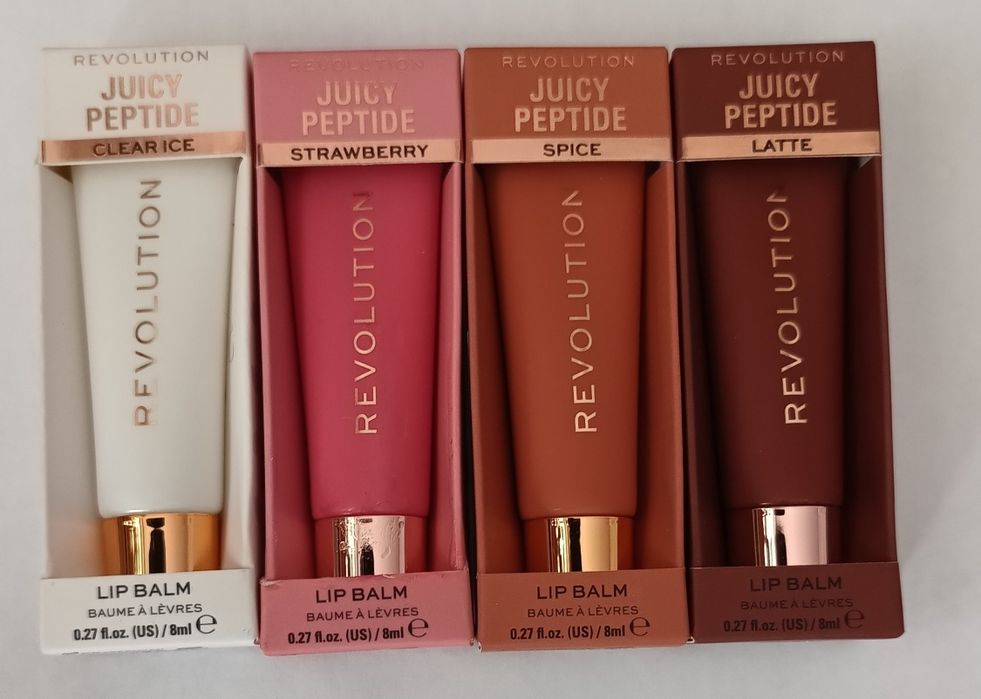 REVOLUTION
JUICY
PEPTIDE
CLEAR ICE
REVOLUTION
LIP BALM
BAUME À LÈVRES
0.27 fl.oz. (US) / 8ml ℮
REVOLUTION
JUICY
PEPTIDE
STRAWBERRY
REVOLUTION
LIP BALM
BAUME À LÈVRES
0.27 fl.oz. (US) / 8ml ℮
REVOLUTION
JUICY
PEPTIDE
SPICE
REVOLUTION
LIP BALM
BAUME À LÈVRES
0.27 fl.oz. (US) / 8ml ℮
REVOLUTION
JUICY
PEPTIDE
LATTE
REVOLUTION
LIP BALM
BAUME À LÈVRES
0.27 fl.oz. (US) / 8ml ℮